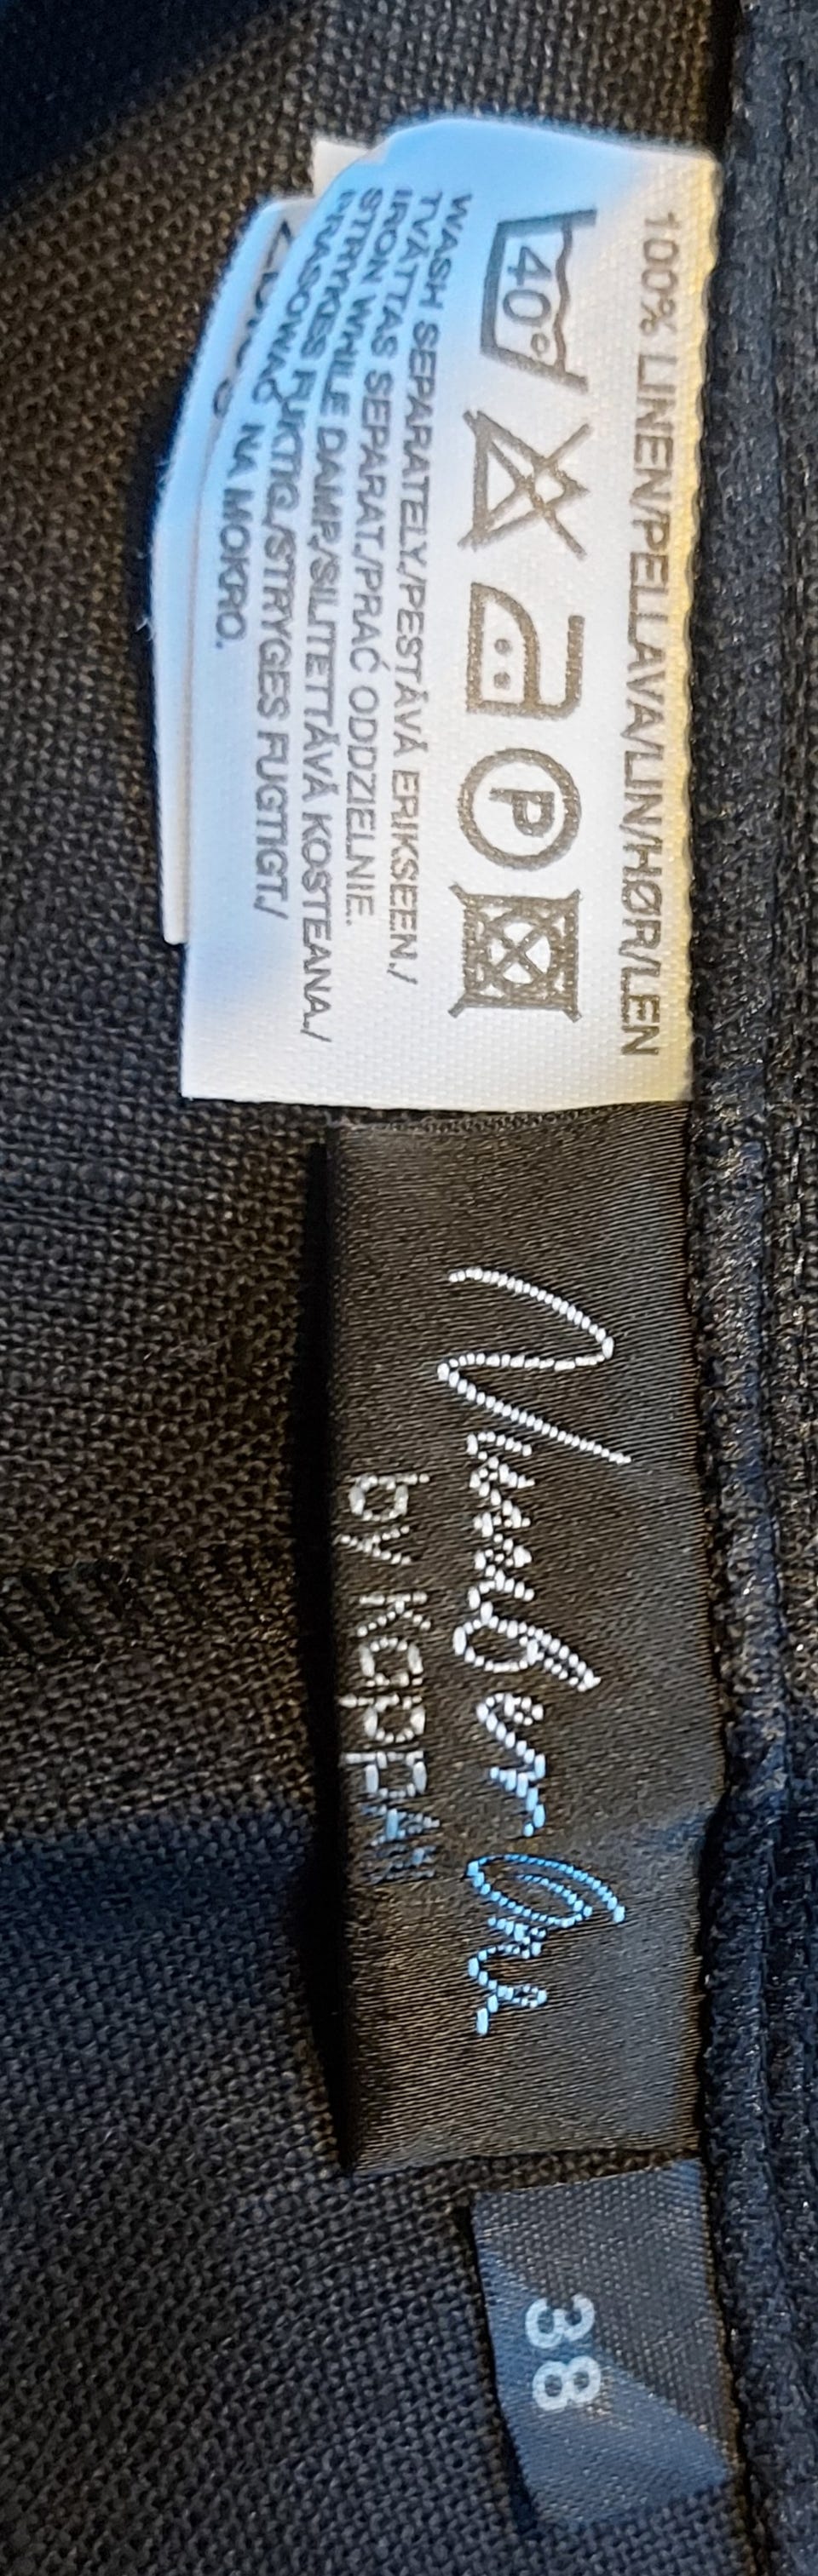 100% LINEN/PELLAVA/LIN/HØR/LEN
40°
P
WASH SEPARATELY./PESTÄVÄ ERIKSEEN./
TVÄTTAS SEPARAT./PRAĆ ODDZIELNIE.
IRON WHILE DAMP./SILITETTÄVÄ KOSTEANA./
STRYKES FUKTIG./STRYGES FUGTIGT./
PRASOWAĆ NA MOKRO.
Number One
by KappAhl
38